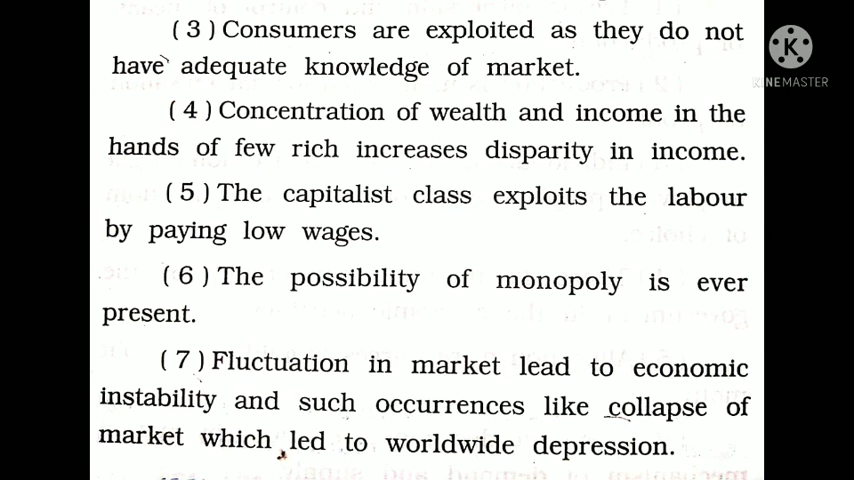 (3) Consumers are exploited as they do not
have adequate knowledge of market.
(4) Concentration of wealth and income in the
hands of few rich increases disparity in income.
(5) The capitalist class exploits the labour
by paying low wages.
(6) The possibility of monopoly is ever
present.
(7) Fluctuation in market lead to economic
instability and such occurrences like collapse of
market which led to worldwide depression.
K
KINEMASTER